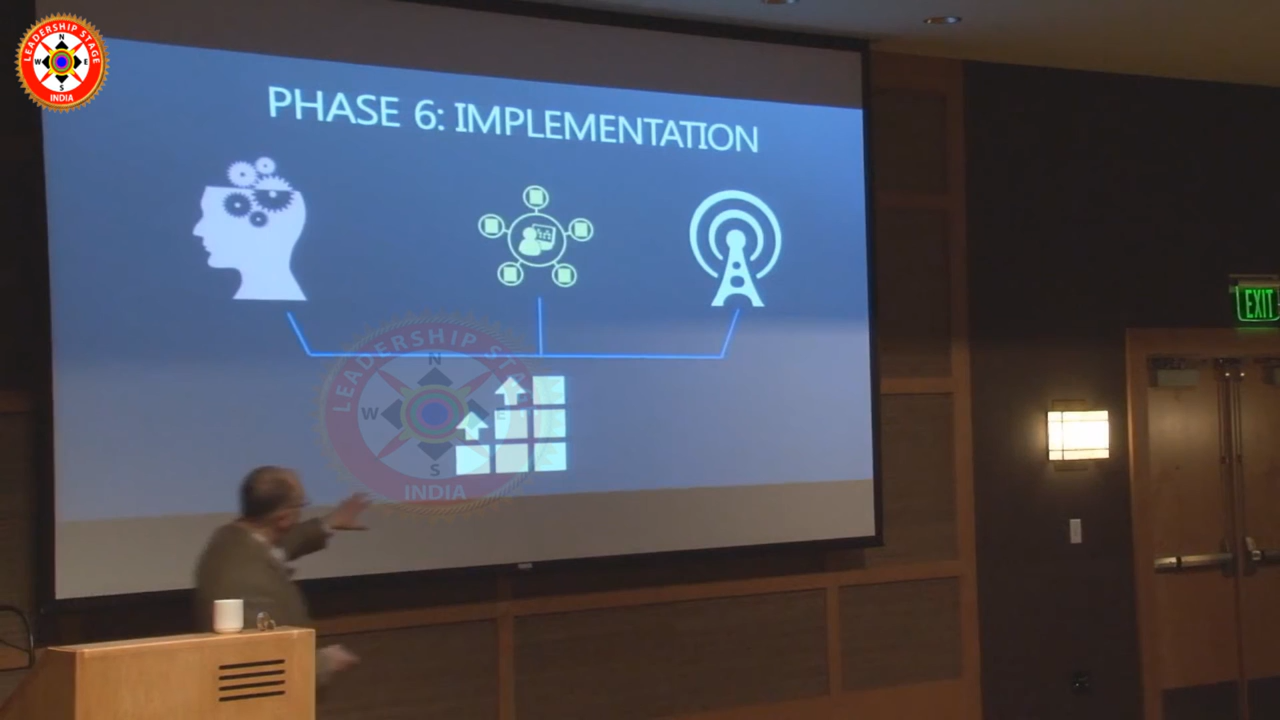 LEADERSHIP STAGE
N
W E
S
INDIA
PHASE 6: IMPLEMENTATION
LEADERSHIP STAGE
N
W E
S
INDIA
EXIT